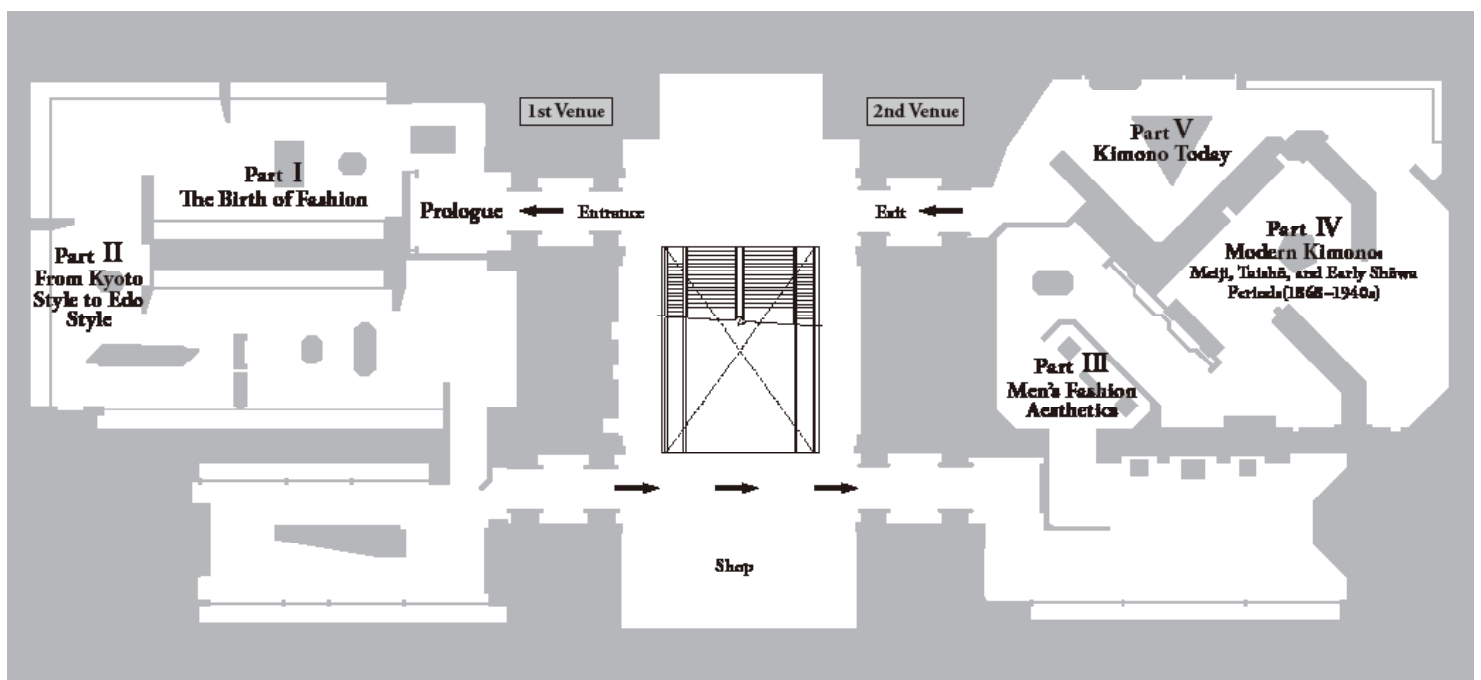 1st Venue
2nd Venue
Part I
The Birth of Fashion
Prologue
Entrance
Exit
Part II
From Kyoto
Style to Edo
Style
Part V
Kimono Today
Part IV
Modern Kimonos
Meiji, Taishō, and Early Shōwa
Periods (1868–1940s)
Part III
Men's Fashion
Aesthetics
Shop